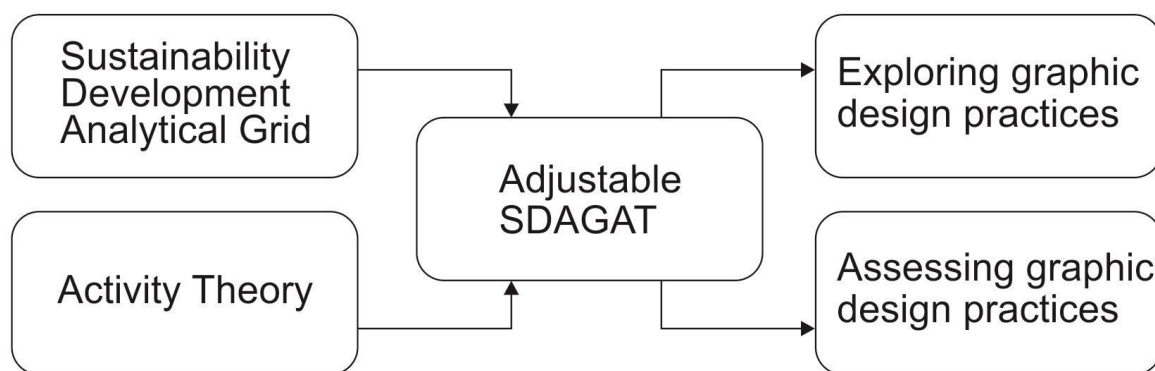 Sustainability
Development
Analytical Grid
Activity Theory
Adjustable
SDAGAT
Exploring graphic
design practices
Assessing graphic
design practices